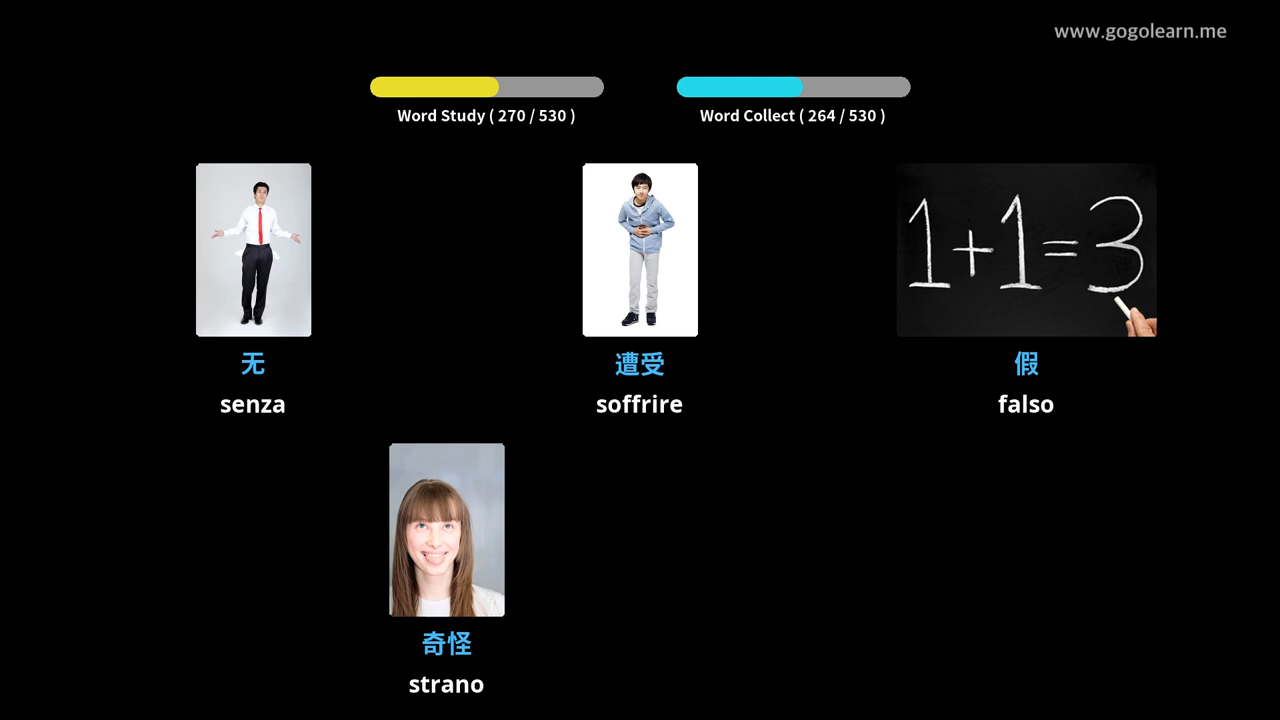 www.gogolearn.me
Word Study ( 270 / 530 )
Word Collect ( 264 / 530 )
1+1=3
无
senza
遭受
soffrire
假
falso
奇怪
strano